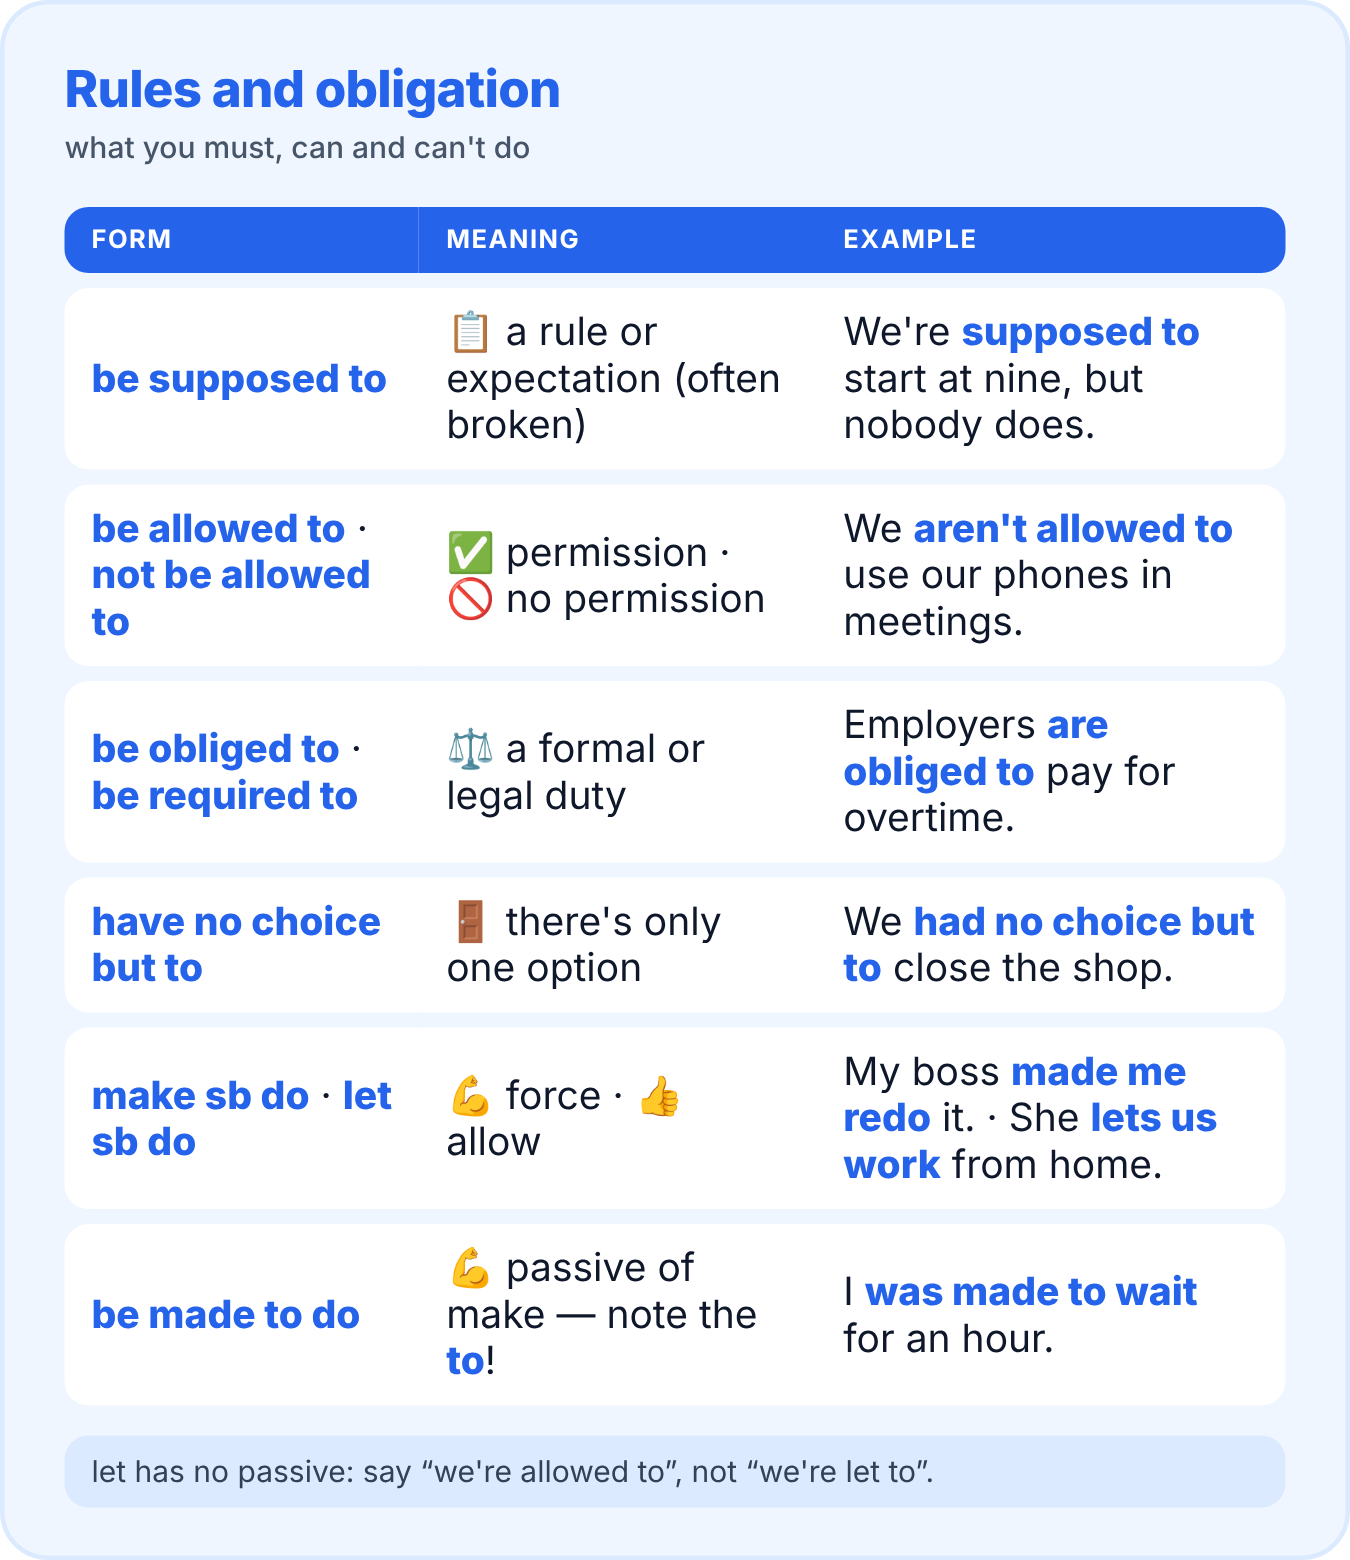 Rules and obligation
what you must, can and can't do
FORM MEANING EXAMPLE
be supposed to
📋 a rule or
expectation (often
broken)
We're supposed to
start at nine, but
nobody does.
be allowed to ·
not be allowed
to
✅ permission ·
🚫 no permission
We aren't allowed to
use our phones in
meetings.
be obliged to ·
be required to
⚖️ a formal or
legal duty
Employers are
obliged to pay for
overtime.
have no choice
but to
🚪 there's only
one option
We had no choice but
to close the shop.
make sb do · let
sb do
💪 force · 👍
allow
My boss made me
redo it. · She lets us
work from home.
be made to do
💪 passive of
make — note the
to!
I was made to wait
for an hour.
let has no passive: say “we're allowed to”, not “we're let to”.